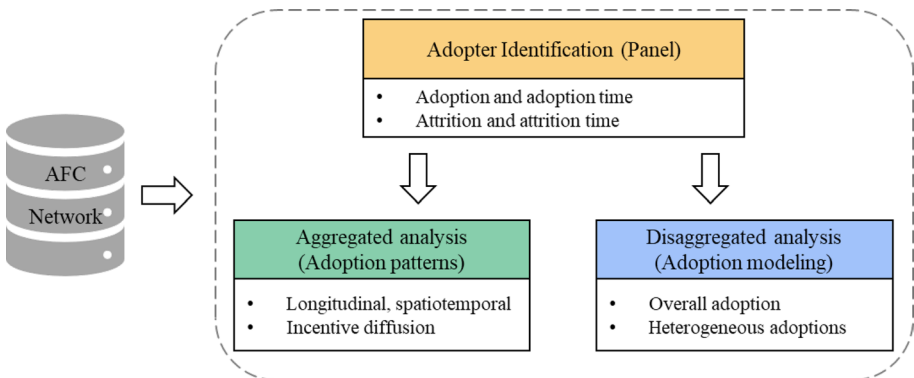 AFC
Network
Adopter Identification (Panel)
• Adoption and adoption time
• Attrition and attrition time
Aggregated analysis
(Adoption patterns)
• Longitudinal, spatiotemporal
• Incentive diffusion
Disaggregated analysis
(Adoption modeling)
• Overall adoption
• Heterogeneous adoptions